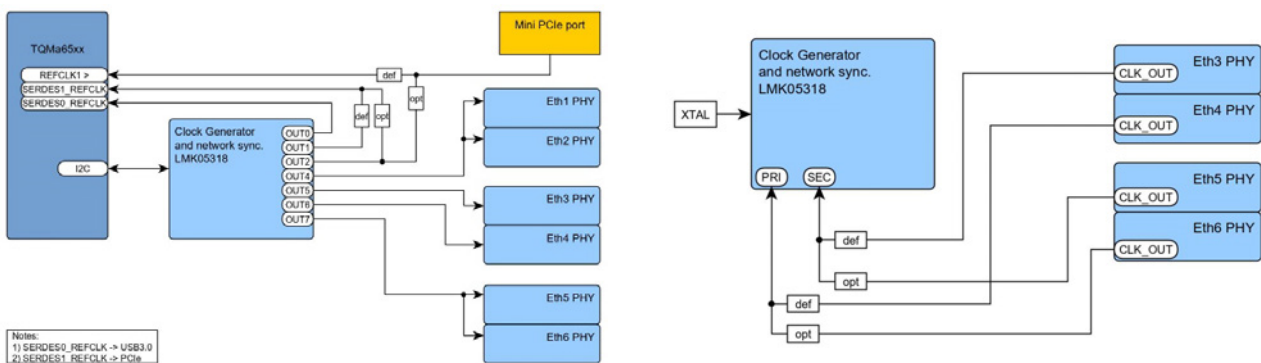 TQMa65xx
REFCLK1 >
SERDES1_REFCLK
SERDES0_REFCLK
I2C
Mini PCIe port
def
opt
def
opt
Clock Generator
and network sync.
LMK05318
OUT0
OUT1
OUT2
OUT4
OUT5
OUT6
OUT7
Eth1 PHY
Eth2 PHY
Eth3 PHY
Eth4 PHY
Eth5 PHY
Eth6 PHY
Notes:
1) SERDES0_REFCLK -> USB3.0
2) SERDES1_REFCLK -> PCIe
XTAL
Clock Generator
and network sync.
LMK05318
PRI
SEC
Eth3 PHY
CLK_OUT
Eth4 PHY
CLK_OUT
Eth5 PHY
CLK_OUT
Eth6 PHY
CLK_OUT
def
opt
def
opt